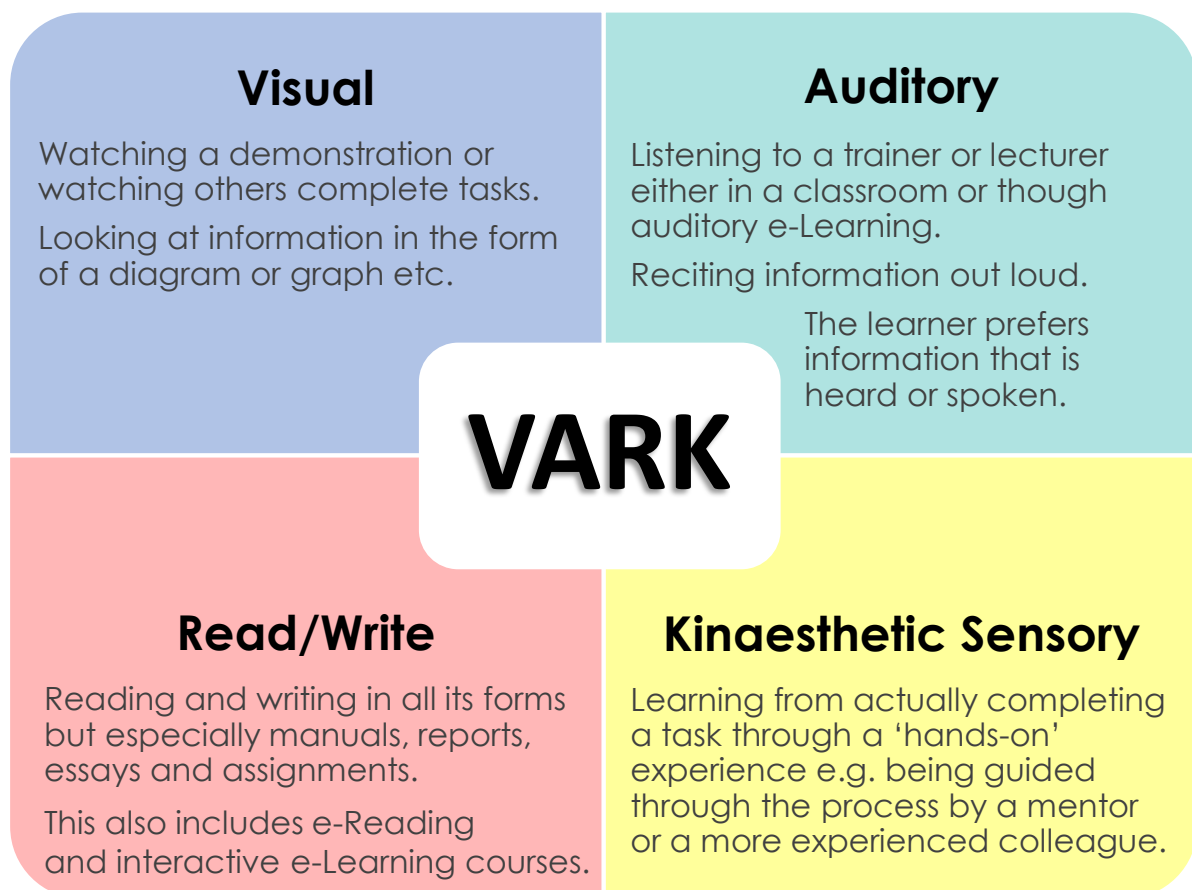 Visual
Watching a demonstration or
watching others complete tasks.
Looking at information in the form
of a diagram or graph etc.
Auditory
Listening to a trainer or lecturer
either in a classroom or though
auditory e-Learning.
Reciting information out loud.
The learner prefers
information that is
heard or spoken.
VARK
Read/Write
Reading and writing in all its forms
but especially manuals, reports,
essays and assignments.
This also includes e-Reading
and interactive e-Learning courses.
Kinaesthetic Sensory
Learning from actually completing
a task through a ‘hands-on’
experience e.g. being guided
through the process by a mentor
or a more experienced colleague.